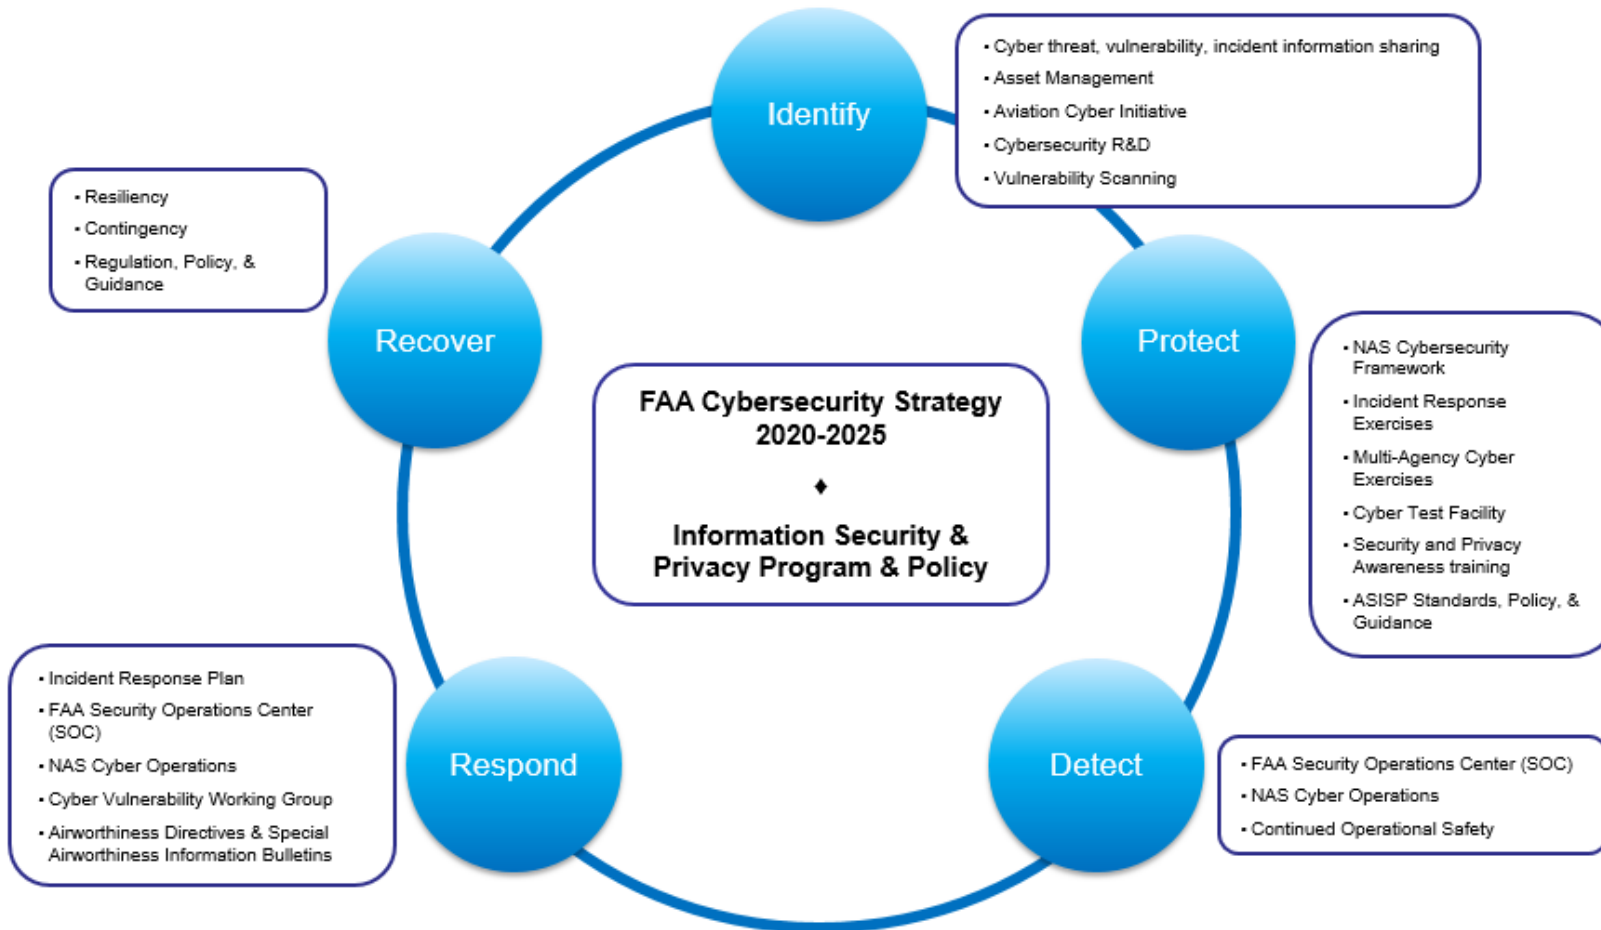 Identify
▪ Cyber threat, vulnerability, incident information sharing
▪ Asset Management
▪ Aviation Cyber Initiative
▪ Cybersecurity R&D
▪ Vulnerability Scanning
Protect
▪ NAS Cybersecurity
Framework
▪ Incident Response
Exercises
▪ Multi-Agency Cyber
Exercises
▪ Cyber Test Facility
▪ Security and Privacy
Awareness training
▪ ASISP Standards, Policy, &
Guidance
Detect
▪ FAA Security Operations Center (SOC)
▪ NAS Cyber Operations
▪ Continued Operational Safety
Respond
▪ Incident Response Plan
▪ FAA Security Operations Center
(SOC)
▪ NAS Cyber Operations
▪ Cyber Vulnerability Working Group
▪ Airworthiness Directives & Special
Airworthiness Information Bulletins
Recover
▪ Resiliency
▪ Contingency
▪ Regulation, Policy, &
Guidance
FAA Cybersecurity Strategy
2020-2025
♦
Information Security &
Privacy Program & Policy